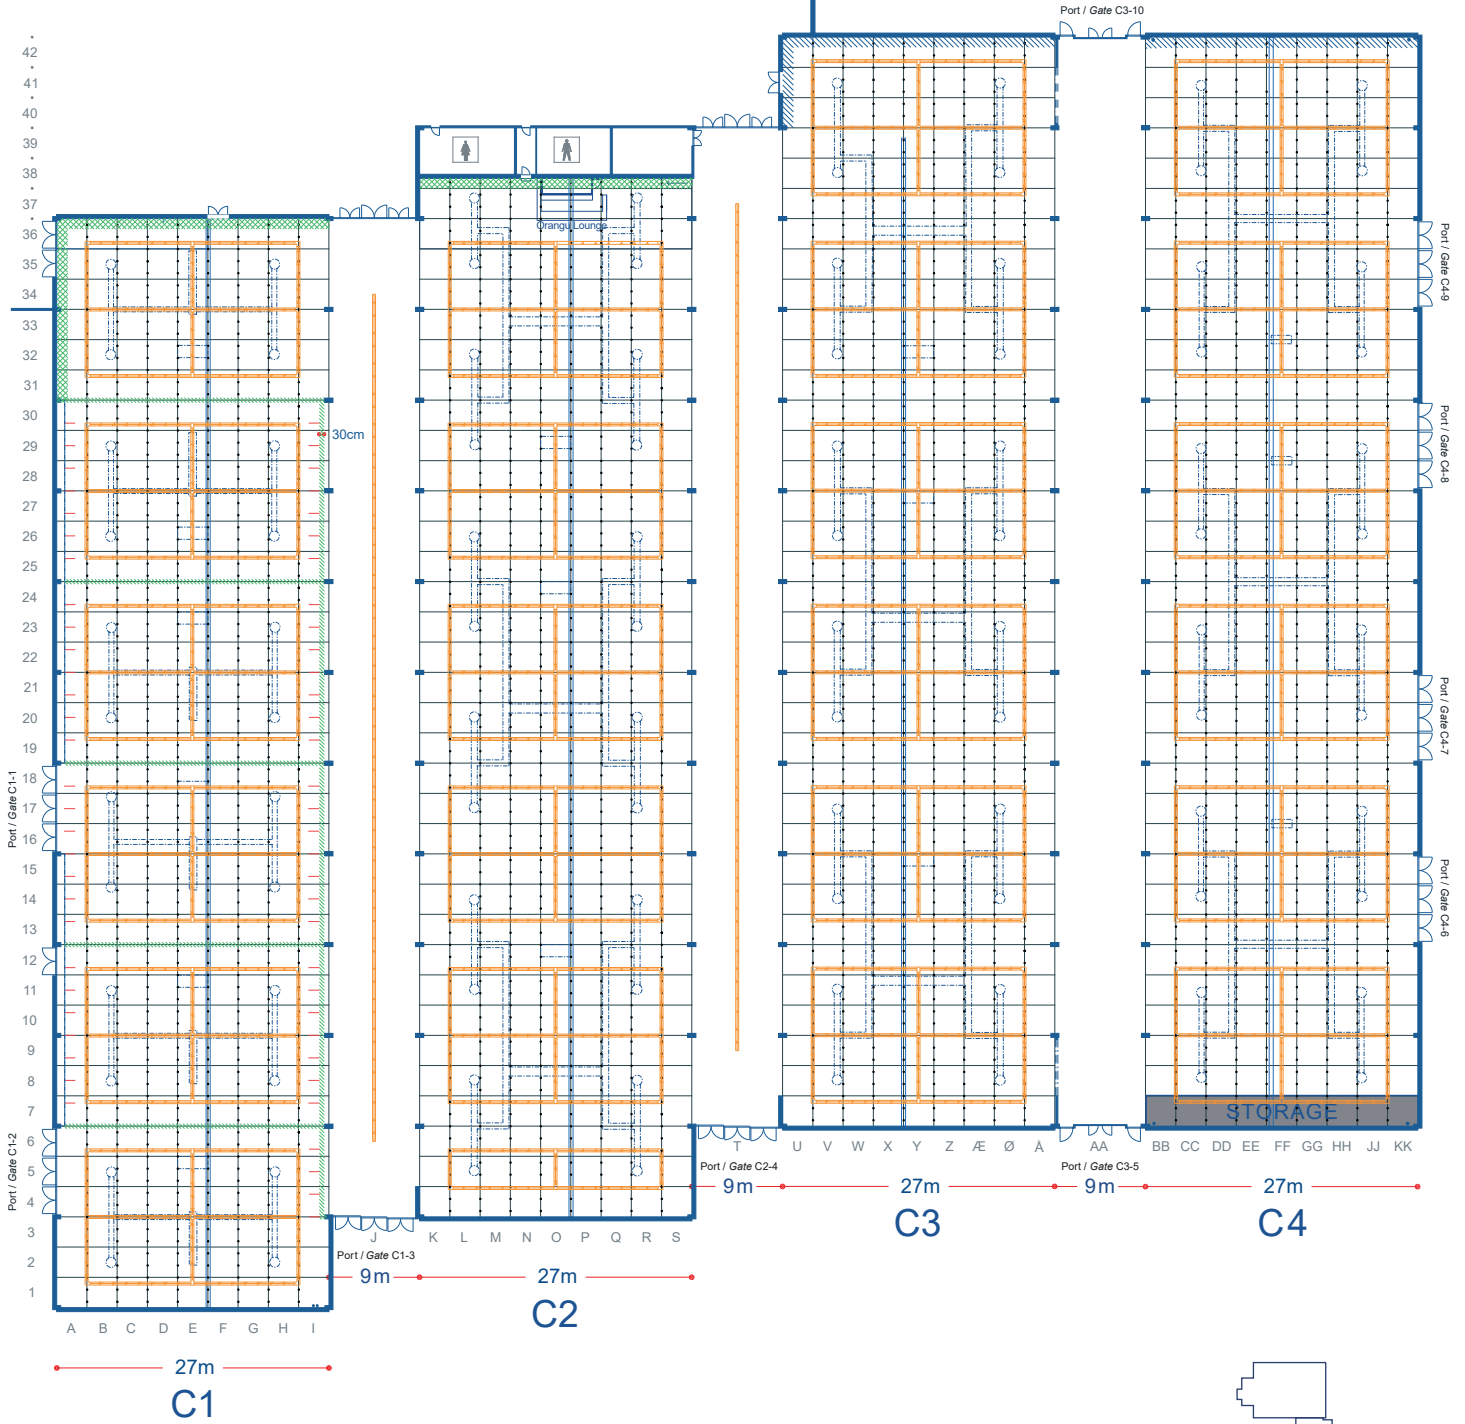 Port / Gate C3-10
42
41
40
39
38
37
36
35
34
33
32
31
30
29
28
27
26
25
24
23
22
21
20
19
18
17
16
15
14
13
12
11
10
9
8
7
6
5
4
3
2
1
Orangu Lounge
30cm
Port / Gate C1-1
Port / Gate C1-2
Port / Gate C4-9
Port / Gate C4-8
Port / Gate C4-7
Port / Gate C4-6
STORAGE
T U V W X Y Z Æ Ø Å AA BB CC DD EE FF GG HH JJ KK
Port / Gate C2-4
Port / Gate C3-5
9m 27m 9m 27m
C3 C4
J K L M N O P Q R S
Port / Gate C1-3
9m 27m
C2
A B C D E F G H I
27m
C1